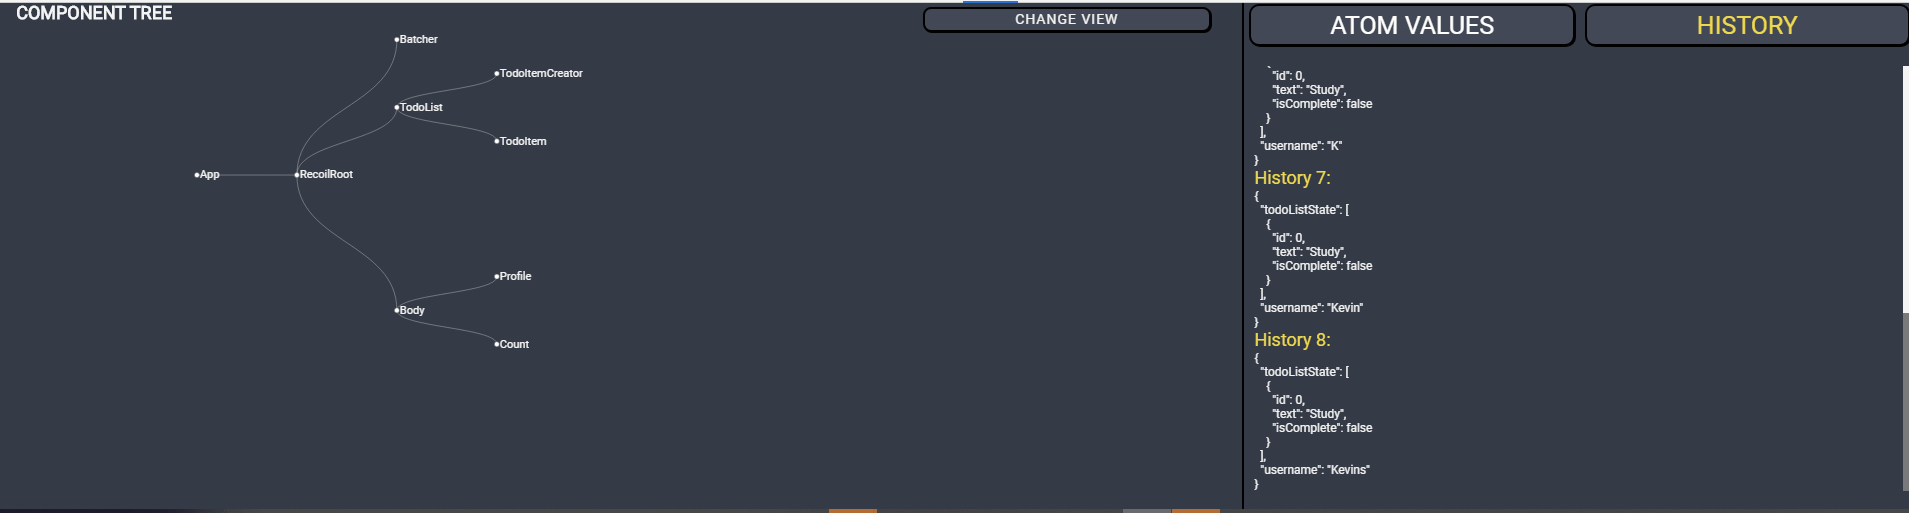 COMPONENT TREE
CHANGE VIEW
Batcher
TodoItemCreator
TodoList
TodoItem
App
RecoilRoot
Profile
Body
Count
ATOM VALUES
HISTORY
"id": 0,
"text": "Study",
"isComplete": false
}
],
"username": "K"
}
History 7:
{
"todoListState": [
{
"id": 0,
"text": "Study",
"isComplete": false
}
],
"username": "Kevin"
}
History 8:
{
"todoListState": [
{
"id": 0,
"text": "Study",
"isComplete": false
}
],
"username": "Kevins"
}